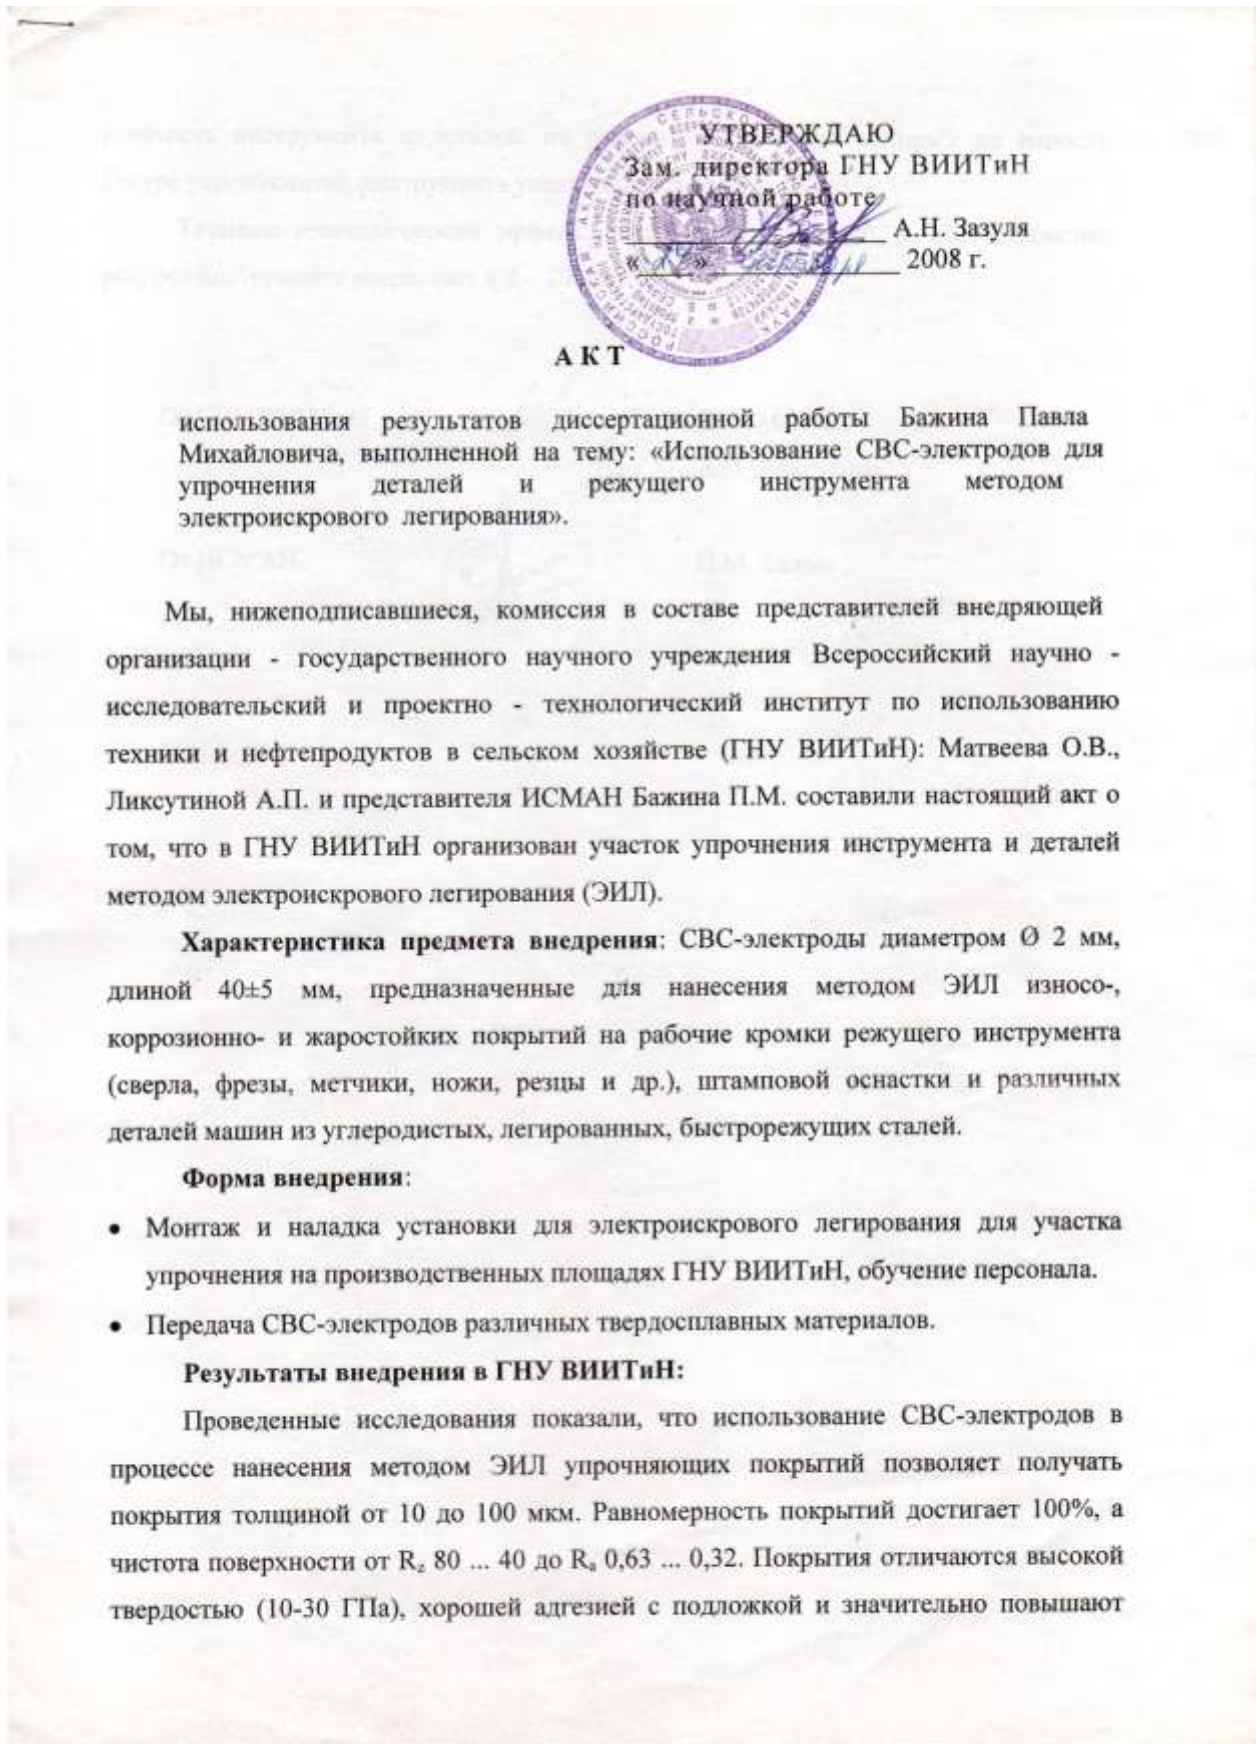 УТВЕРЖДАЮ
Зам. директора ГНУ ВИИТиН
по научной работе
А.Н. Зазуля
« » 2008 г.
А К Т
использования результатов диссертационной работы Бажина Павла
Михайловича, выполненной на тему: «Использование СВС-электродов для
упрочнения деталей и режущего инструмента методом
электроискрового легирования».
Мы, нижеподписавшиеся, комиссия в составе представителей внедряющей
организации - государственного научного учреждения Всероссийский научно -
исследовательский и проектно - технологический институт по использованию
техники и нефтепродуктов в сельском хозяйстве (ГНУ ВИИТиН): Матвеева О.В.,
Ликсутиной А.П. и представителя ИСМАН Бажина П.М. составили настоящий акт о
том, что в ГНУ ВИИТиН организован участок упрочнения инструмента и деталей
методом электроискрового легирования (ЭИЛ).
Характеристика предмета внедрения: СВС-электроды диаметром Ø 2 мм,
длиной 40±5 мм, предназначенные для нанесения методом ЭИЛ износо-,
коррозионно- и жаростойких покрытий на рабочие кромки режущего инструмента
(сверла, фрезы, метчики, ножи, резцы и др.), штамповой оснастки и различных
деталей машин из углеродистых, легированных, быстрорежущих сталей.
Форма внедрения:
• Монтаж и наладка установки для электроискрового легирования для участка
упрочнения на производственных площадях ГНУ ВИИТиН, обучение персонала.
• Передача СВС-электродов различных твердосплавных материалов.
Результаты внедрения в ГНУ ВИИТиН:
Проведенные исследования показали, что использование СВС-электродов в
процессе нанесения методом ЭИЛ упрочняющих покрытий позволяет получать
покрытия толщиной от 10 до 100 мкм. Равномерность покрытий достигает 100%, а
чистота поверхности от Rz 80 ... 40 до Ra 0,63 ... 0,32. Покрытия отличаются высокой
твердостью (10-30 ГПа), хорошей адгезией с подложкой и значительно повышают